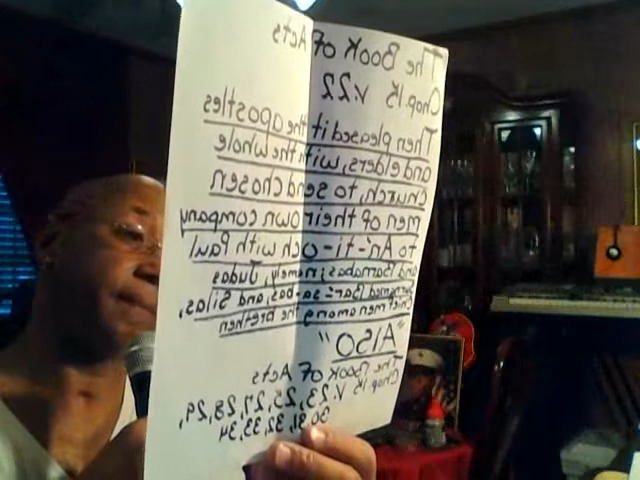 The Book OF Acts
Chap.15 v.22
Then pleased it the apostles
and elders, with the whole
church, to send chosen
men of their own company
to An'-ti-och with Paul
and Barnabas; namely, Judas
surnamed Bar'-sa-bas, and Silas,
Chief men among the brethen
"ALSO"
The Book OF Acts
Chap 15 v. 23, 25, 27, 28, 29,
30, 31, 32, 33, 34